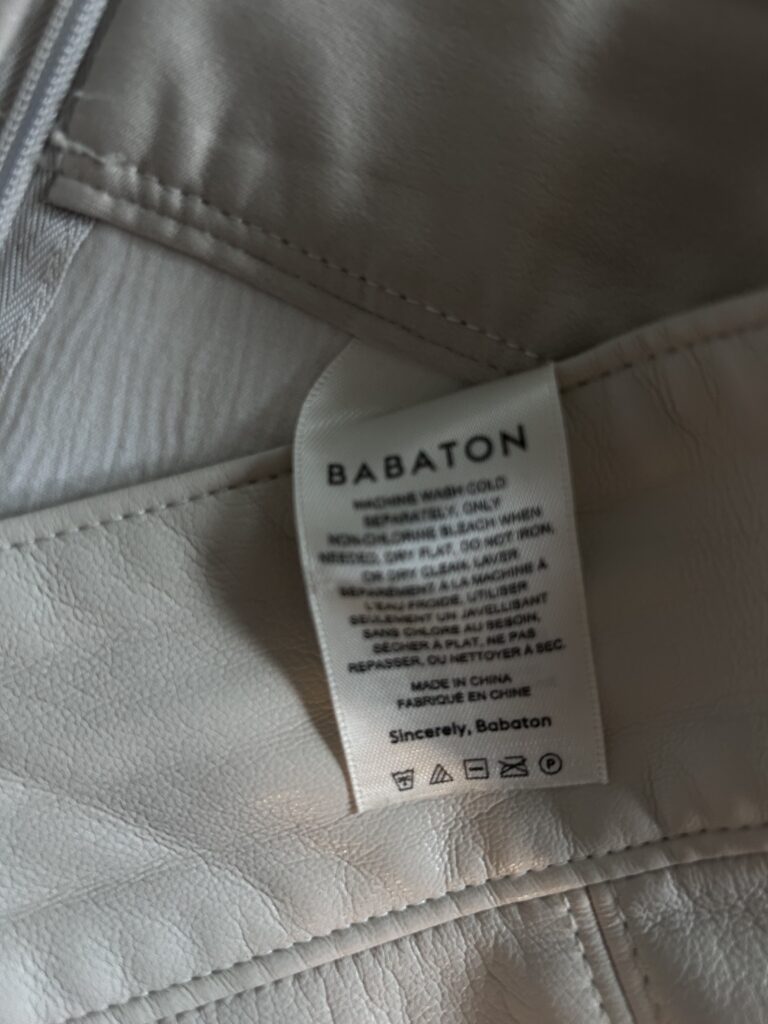 BABATON
MACHINE WASH COLD
SEPARATELY, ONLY
NON-CHLORINE BLEACH WHEN
NEEDED, DRY FLAT, DO NOT IRON,
OR DRY CLEAN. LAVER
SÉPARÉMENT À LA MACHINE À
L'EAU FROIDE, UTILISER
SEULEMENT UN JAVELLISANT
SANS CHLORE AU BESOIN,
SÉCHER À PLAT, NE PAS
REPASSER, OU NETTOYER À SEC.
MADE IN CHINA
FABRIQUÉ EN CHINE
Sincerely, Babaton
P